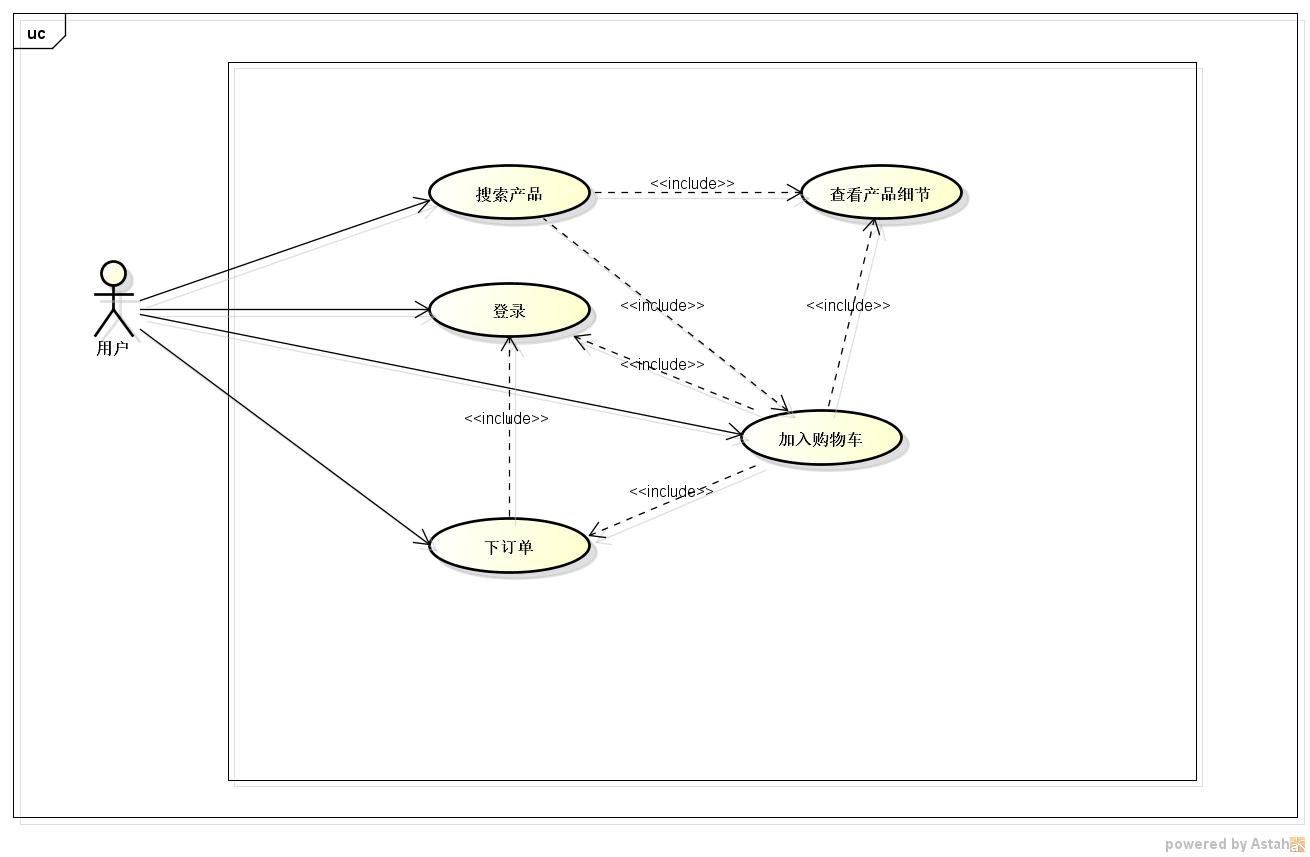 uc
搜索产品
<<include>>
查看产品细节
用户
登录
<<include>>
<<include>>
<<include>>
<<include>>
加入购物车
<<include>>
下订单
powered by Astah